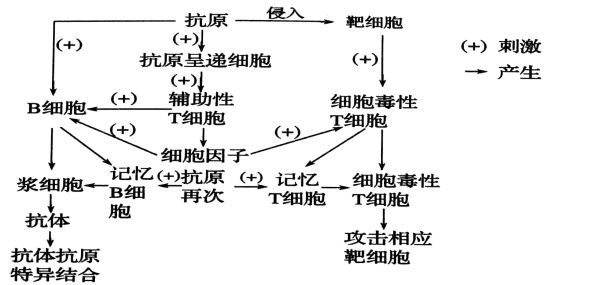 抗原
侵入
靶细胞
(+)
(+)
(+)
(+) 刺激
抗原呈递细胞
→ 产生
(+)
B细胞
(+)
辅助性
T细胞
细胞毒性
T细胞
(+)
(+)
细胞因子
浆细胞
记忆
B细
胞
(+)
抗原
再次
(+)
记忆
T细胞
细胞毒性
T细胞
抗体
攻击相应
靶细胞
抗体抗原
特异结合